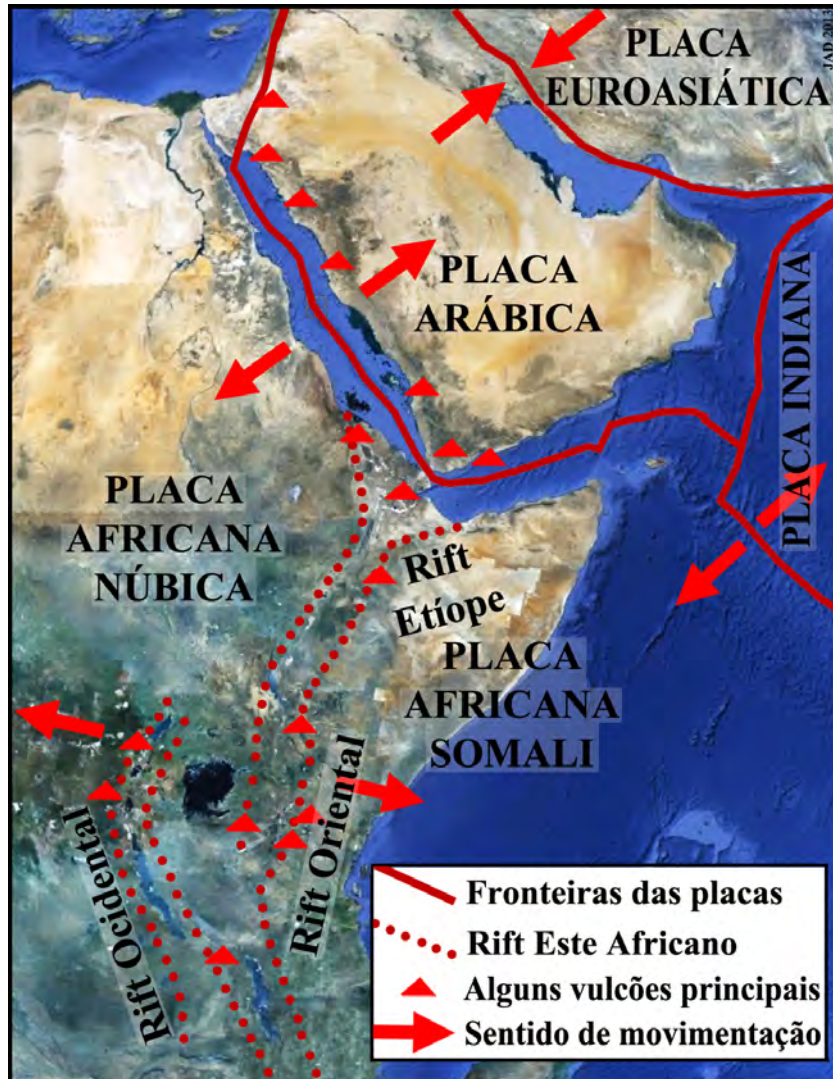 PLACA
EUROASIÁTICA
JAD 2013
PLACA
ARÁBICA
PLACA INDIANA
PLACA
AFRICANA
NÚBICA
Rift
Etíope
PLACA
AFRICANA
SOMALI
Rift Ocidental
Rift Oriental
Fronteiras das placas
Rift Este Africano
Alguns vulcões principais
Sentido de movimentação